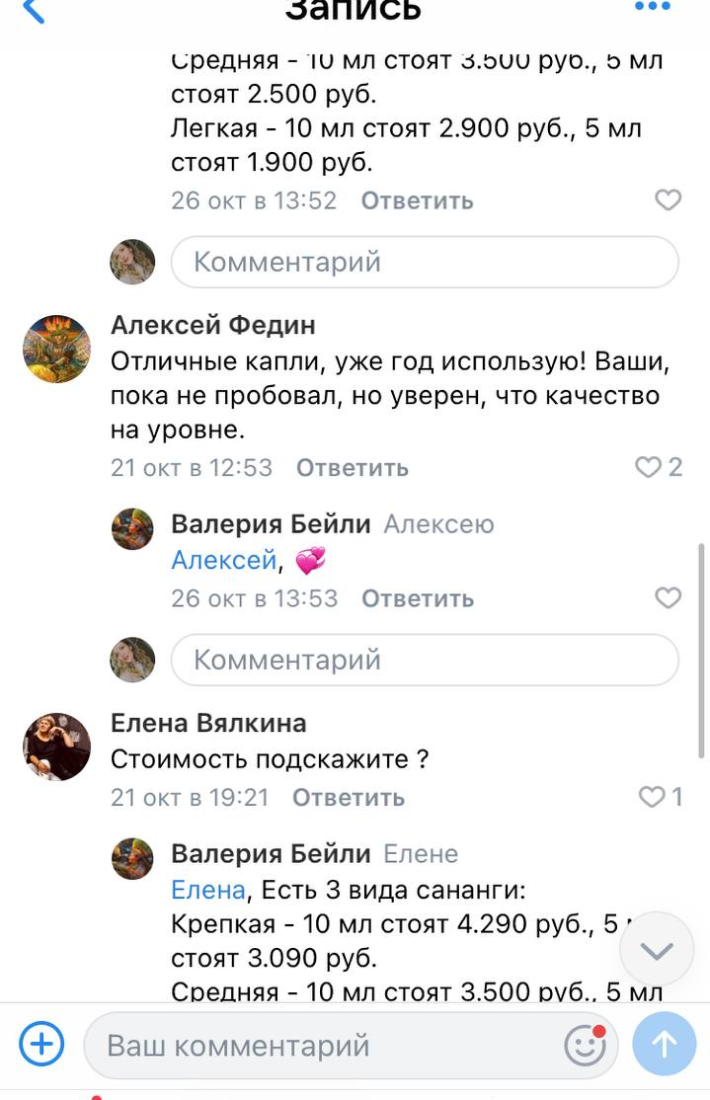 Запись
Средняя - 10 мл стоят 3.500 руб., 5 мл
стоят 2.500 руб.
Легкая - 10 мл стоят 2.900 руб., 5 мл
стоят 1.900 руб.
26 окт в 13:52 Ответить
Комментарий
Алексей Федин
Отличные капли, уже год использую! Ваши,
пока не пробовал, но уверен, что качество
на уровне.
21 окт в 12:53 Ответить 2
Валерия Бейли Алексею
Алексей, 💞
26 окт в 13:53 Ответить
Комментарий
Елена Вялкина
Стоимость подскажите ?
21 окт в 19:21 Ответить 1
Валерия Бейли Елене
Елена, Есть 3 вида сананги:
Крепкая - 10 мл стоят 4.290 руб., 5
стоят 3.090 руб.
Средняя - 10 мл стоят 3.500 руб., 5 мл
Ваш комментарий